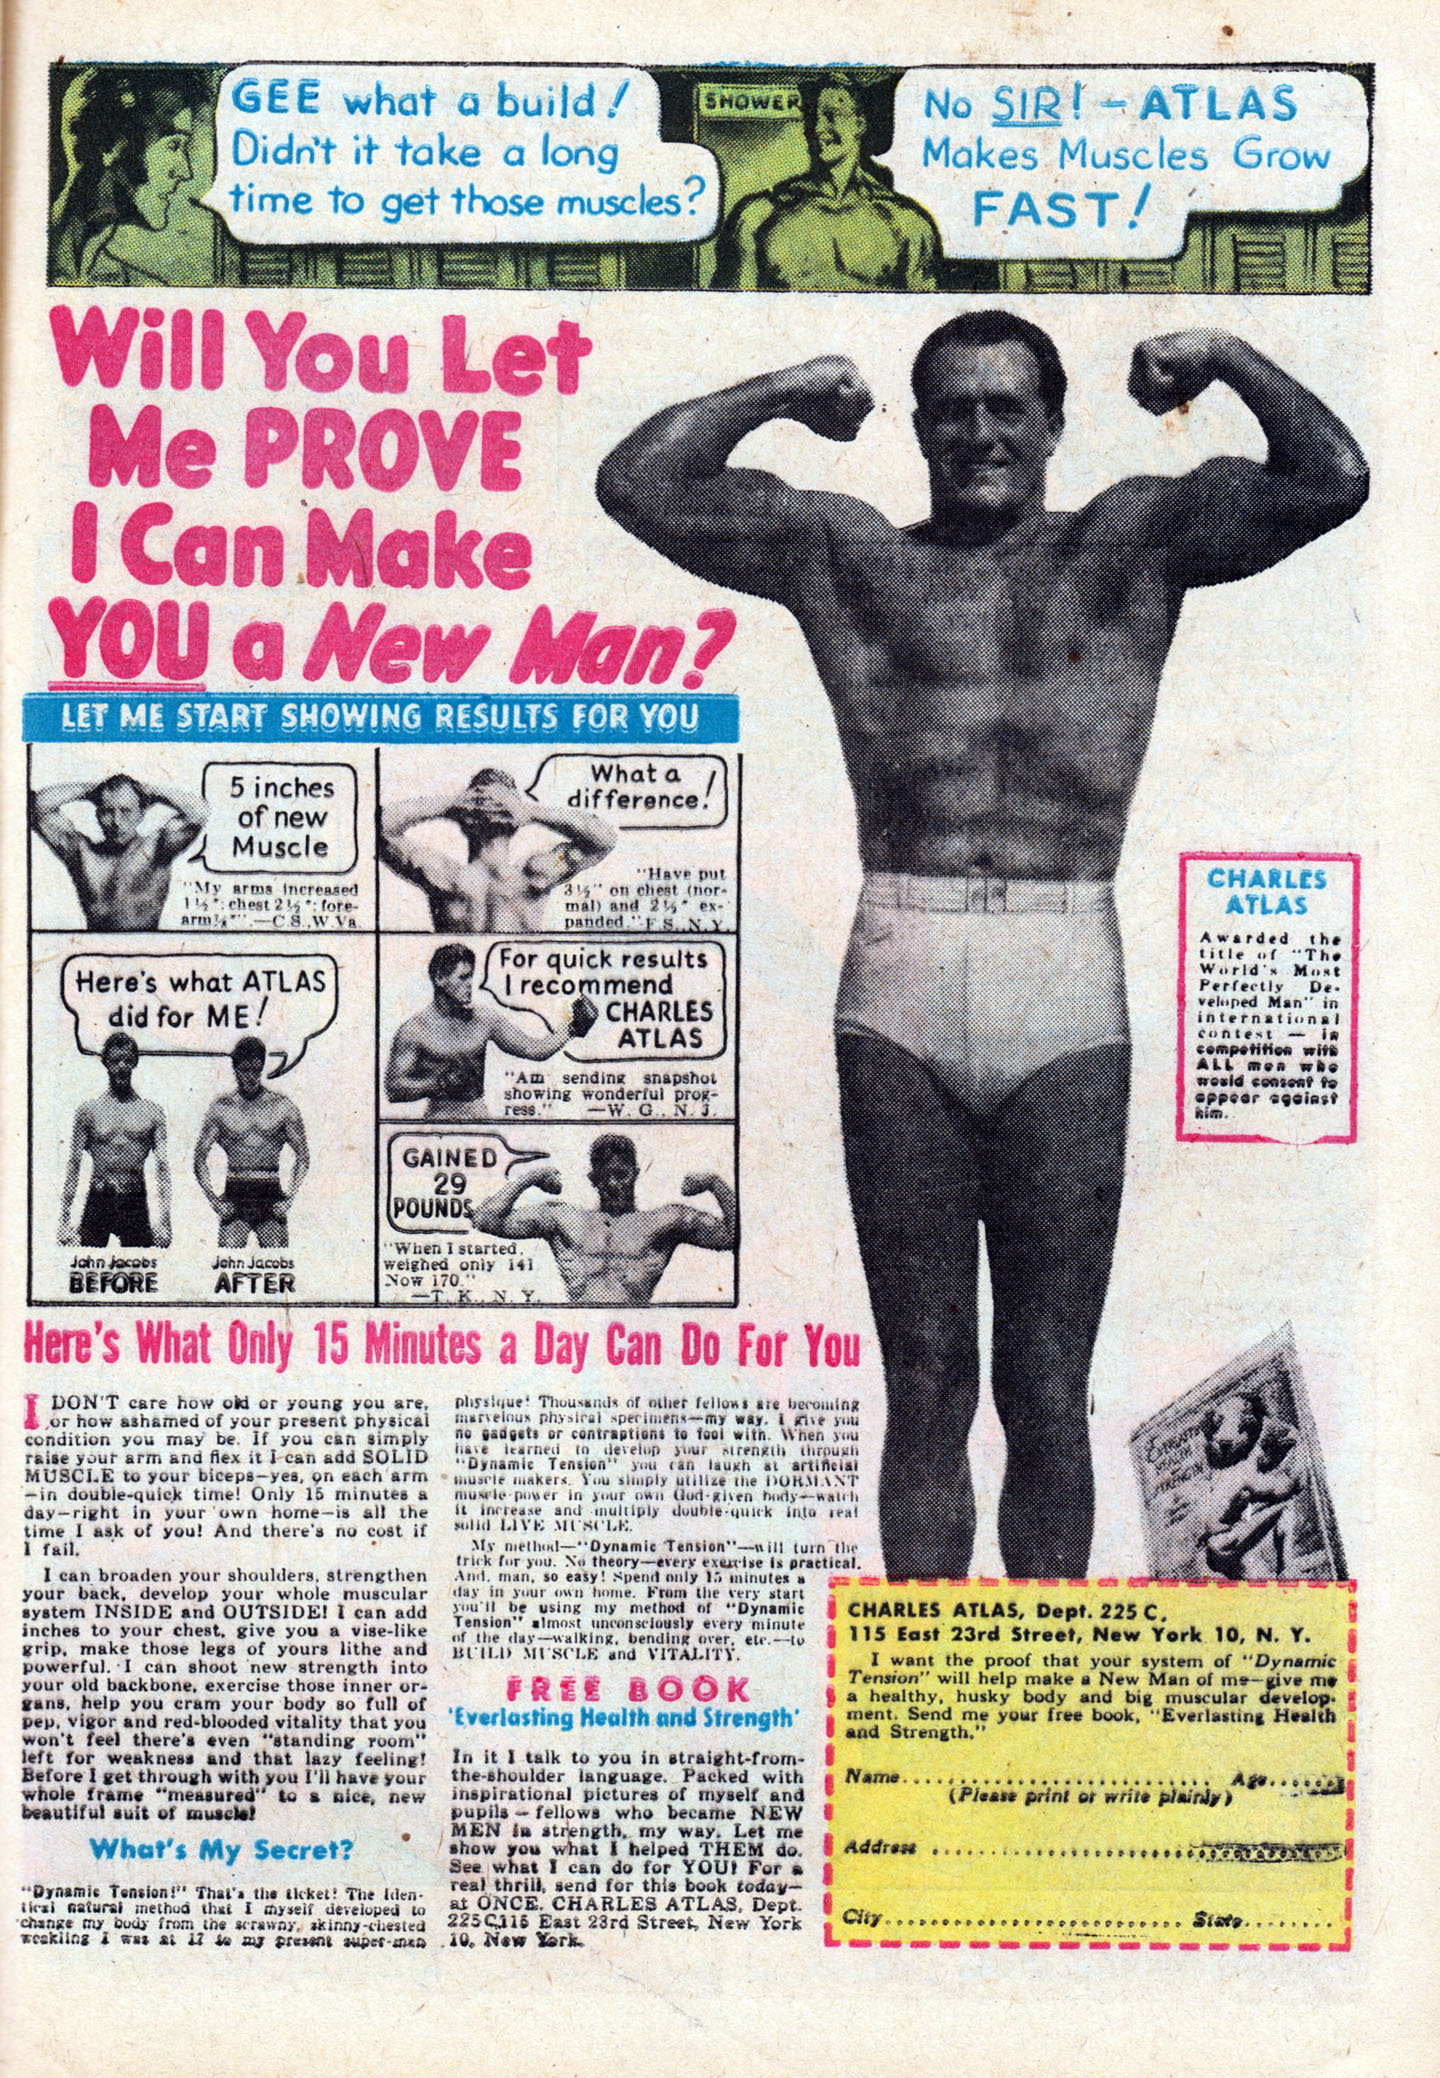 GEE what a build!
Didn't it take a long
time to get those muscles?
SHOWER
No SIR! - ATLAS
Makes Muscles Grow
FAST!
Will You Let
Me PROVE
I Can Make
YOU a New Man?
LET ME START SHOWING RESULTS FOR YOU
5 inches
of new
Muscle
"My arms increased
1½"; chest 2½"; fore-
arm ⅞".—C. S., W. Va.
What a
difference!
"Have put
3½" on chest (nor-
mal) and 2½" ex-
panded."-F. S., N. Y.
Here's what ATLAS
did for ME!
John Jacobs
BEFORE
John Jacobs
AFTER
For quick results
I recommend
CHARLES
ATLAS
"Am sending snapshot
showing wonderful prog-
ress." —W. G., N. J.
GAINED
29
POUNDS
"When I started,
weighed only 141
Now 170."
—T. K., N. Y.
CHARLES
ATLAS
Awarded the
title of "The
World's Most
Perfectly De-
veloped Man" in
international
contest — in
competition with
ALL men who
would consent to
appear against
him.
Here's What Only 15 Minutes a Day Can Do For You
I DON'T care how old or young you are,
or how ashamed of your present physical
condition you may be. If you can simply
raise your arm and flex it I can add SOLID
MUSCLE to your biceps—yes, on each arm
—in double-quick time! Only 15 minutes a
day—right in your own home—is all the
time I ask of you! And there's no cost if
I fail.
I can broaden your shoulders, strengthen
your back, develop your whole muscular
system INSIDE and OUTSIDE! I can add
inches to your chest, give you a vise-like
grip, make those legs of yours lithe and
powerful. I can shoot new strength into
your old backbone, exercise those inner or-
gans, help you cram your body so full of
pep, vigor and red-blooded vitality that you
won't feel there's even "standing room"
left for weakness and that lazy feeling!
Before I get through with you I'll have your
whole frame "measured" to a nice, new
beautiful suit of muscle!
What's My Secret?
"Dynamic Tension!" That's the ticket! The iden-
tical natural method that I myself developed to
change my body from the scrawny, skinny-chested
weakling I was at 17 to my present super-man
physique! Thousands of other fellows are becoming
marvelous physical specimens—my way. I give you
no gadgets or contraptions to fool with. When you
have learned to develop your strength through
"Dynamic Tension" you can laugh at artificial
muscle makers. You simply utilize the DORMANT
muscle-power in your own God-given body—watch
it increase and multiply double-quick into real
solid LIVE MUSCLE.
My method—"Dynamic Tension"—will turn the
trick for you. No theory—every exercise is practical.
And, man, so easy! Spend only 15 minutes a
day in your own home. From the very start
you'll be using my method of "Dynamic
Tension" almost unconsciously every minute
of the day—walking, bending over, etc.—to
BUILD MUSCLE and VITALITY.
FREE BOOK
'Everlasting Health and Strength'
In it I talk to you in straight-from-
the-shoulder language. Packed with
inspirational pictures of myself and
pupils — fellows who became NEW
MEN in strength, my way. Let me
show you what I helped THEM do.
See what I can do for YOU! For a
real thrill, send for this book today—
at ONCE. CHARLES ATLAS, Dept.
225C, 115 East 23rd Street, New York
10, New York.
EVERLASTING
HEALTH
AND
STRENGTH
CHARLES ATLAS, Dept. 225 C,
115 East 23rd Street, New York 10, N. Y.
I want the proof that your system of "Dynamic
Tension" will help make a New Man of me—give me
a healthy, husky body and big muscular develop-
ment. Send me your free book, "Everlasting Health
and Strength."
Name.............................. Age.........
(Please print or write plainly)
Address ........................................
City.............................. State........